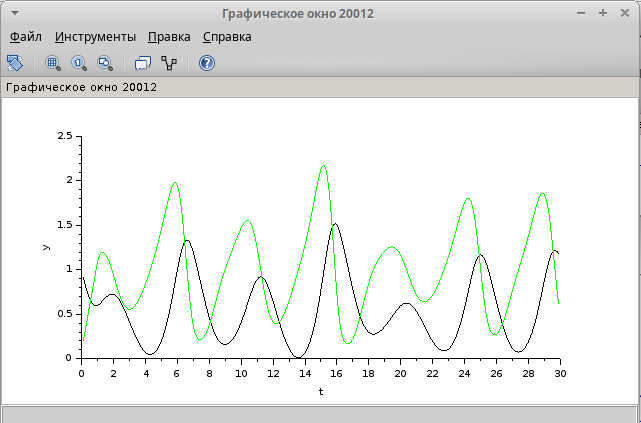 Графическое окно 20012
Файл Инструменты Правка Справка
Графическое окно 20012
2.5
2
1.5
y
1
0.5
0
0 2 4 6 8 10 12 14 16 18 20 22 24 26 28 30
t